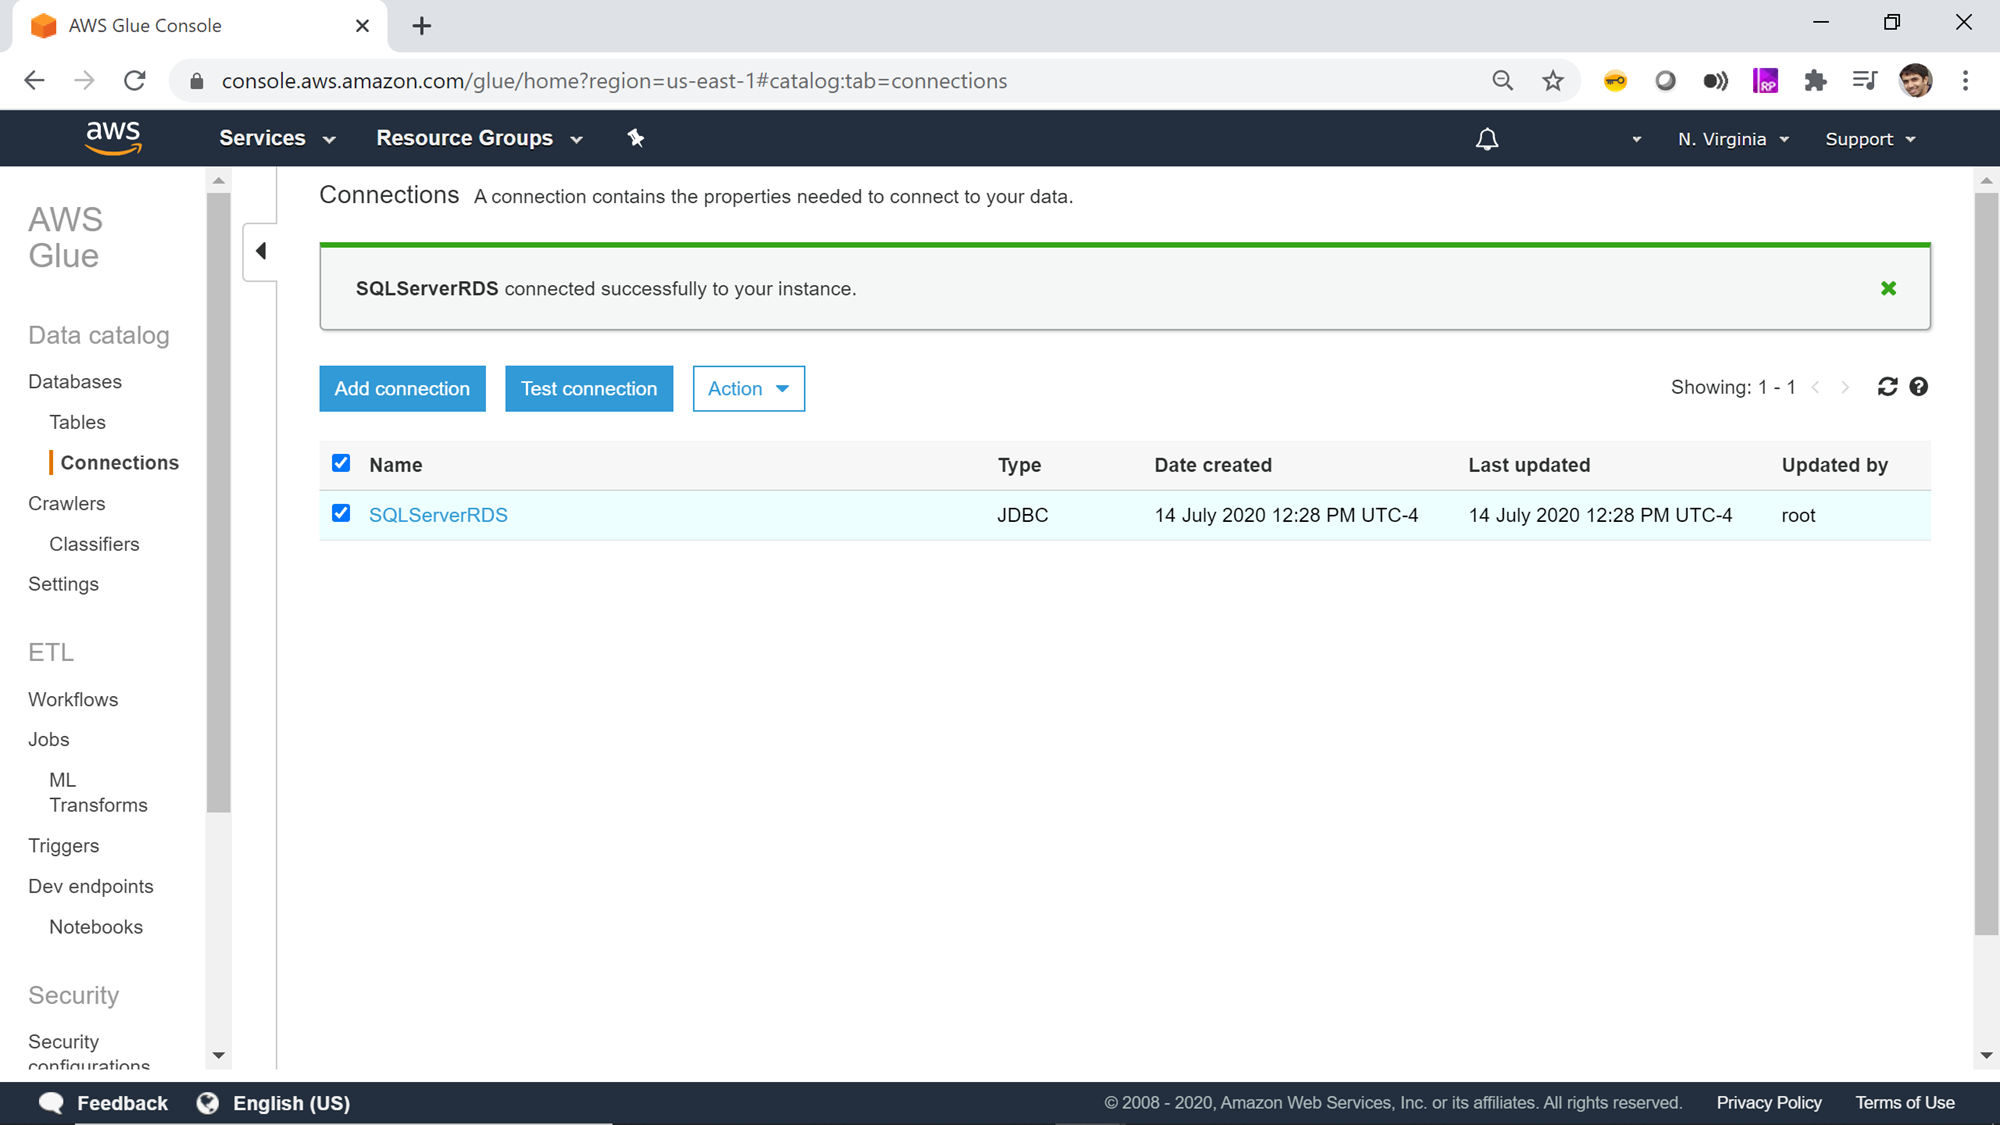 AWS Glue Console
console.aws.amazon.com/glue/home?region=us-east-1#catalog:tab=connections
RP
aws
Services
Resource Groups
N. Virginia
Support
AWS
Glue
Data catalog
Databases
Tables
Connections
Crawlers
Classifiers
Settings
ETL
Workflows
Jobs
ML
Transforms
Triggers
Dev endpoints
Notebooks
Security
Security
configurations
Connections A connection contains the properties needed to connect to your data.
SQLServerRDS connected successfully to your instance.
Add connection
Test connection
Action
Showing: 1 - 1
Name Type Date created Last updated Updated by
SQLServerRDS JDBC 14 July 2020 12:28 PM UTC-4 14 July 2020 12:28 PM UTC-4 root
Feedback
English (US)
© 2008 - 2020, Amazon Web Services, Inc. or its affiliates. All rights reserved.
Privacy Policy
Terms of Use